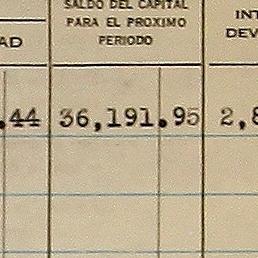 SALDO DEL CAPITAL
PARA EL PROXIMO
PERIODO
AD
INT
DEV
.44 36,191.95 2,8